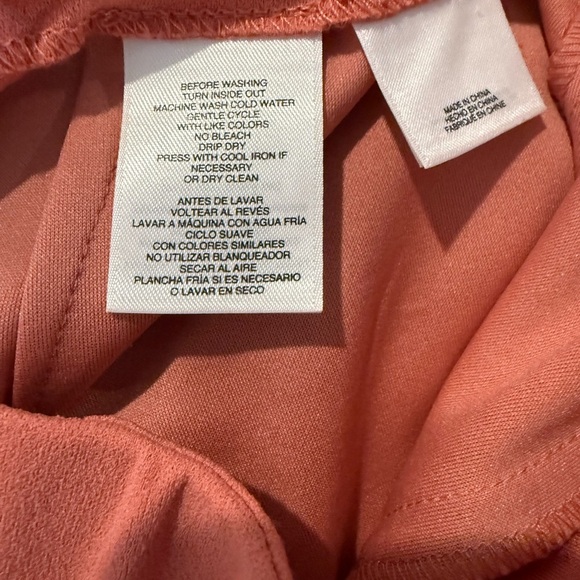 BEFORE WASHING
TURN INSIDE OUT
MACHINE WASH COLD WATER
GENTLE CYCLE
WITH LIKE COLORS
NO BLEACH
DRIP DRY
PRESS WITH COOL IRON IF
NECESSARY
OR DRY CLEAN
ANTES DE LAVAR
VOLTEAR AL REVÉS
LAVAR A MÁQUINA CON AGUA FRÍA
CICLO SUAVE
CON COLORES SIMILARES
NO UTILIZAR BLANQUEADOR
SECAR AL AIRE
PLANCHA FRÍA SI ES NECESARIO
O LAVAR EN SECO
MADE IN CHINA
HECHO EN CHINA
FABRIQUÉ EN CHINE